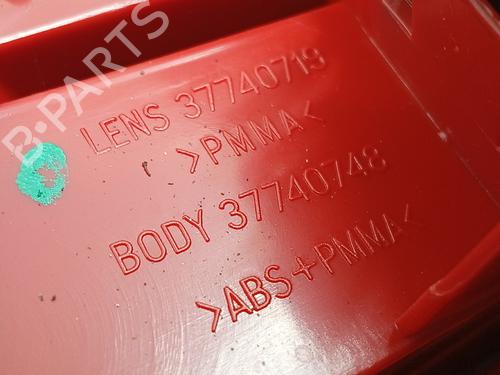 B-PARTS
LENS 37740719
>PMMA<
BODY 37740748
>ABS+PMMA<